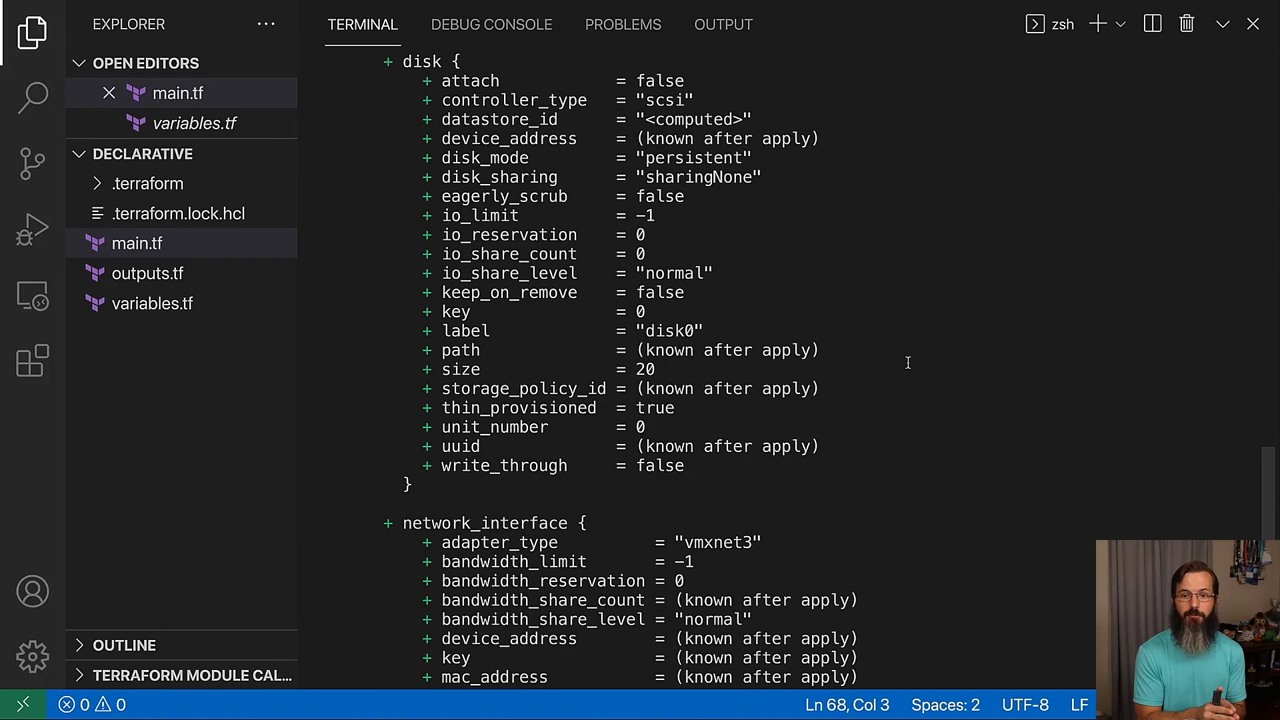 EXPLORER ···
OPEN EDITORS
main.tf
variables.tf
DECLARATIVE
.terraform
.terraform.lock.hcl
main.tf
outputs.tf
variables.tf
OUTLINE
TERRAFORM MODULE CAL...
TERMINAL DEBUG CONSOLE PROBLEMS OUTPUT zsh
+ disk {
+ attach = false
+ controller_type = "scsi"
+ datastore_id = "<computed>"
+ device_address = (known after apply)
+ disk_mode = "persistent"
+ disk_sharing = "sharingNone"
+ eagerly_scrub = false
+ io_limit = -1
+ io_reservation = 0
+ io_share_count = 0
+ io_share_level = "normal"
+ keep_on_remove = false
+ key = 0
+ label = "disk0"
+ path = (known after apply)
+ size = 20
+ storage_policy_id = (known after apply)
+ thin_provisioned = true
+ unit_number = 0
+ uuid = (known after apply)
+ write_through = false
}
+ network_interface {
+ adapter_type = "vmxnet3"
+ bandwidth_limit = -1
+ bandwidth_reservation = 0
+ bandwidth_share_count = (known after apply)
+ bandwidth_share_level = "normal"
+ device_address = (known after apply)
+ key = (known after apply)
+ mac_address = (known after apply)
0 0 Ln 68, Col 3 Spaces: 2 UTF-8 LF